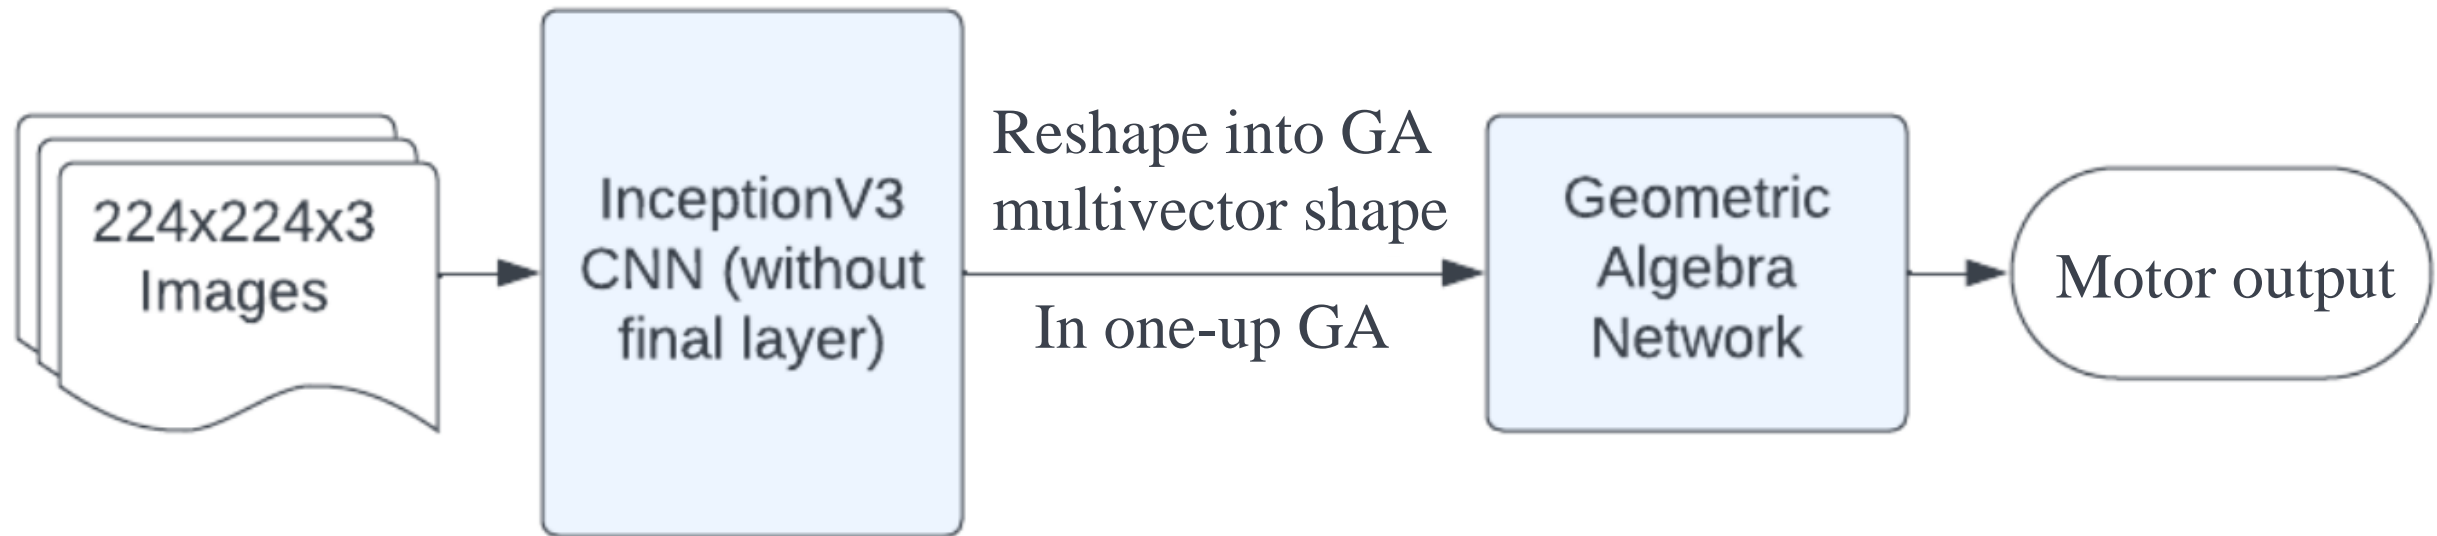 224x224x3
Images
InceptionV3
CNN (without
final layer)
Reshape into GA
multivector shape
In one-up GA
Geometric
Algebra
Network
Motor output